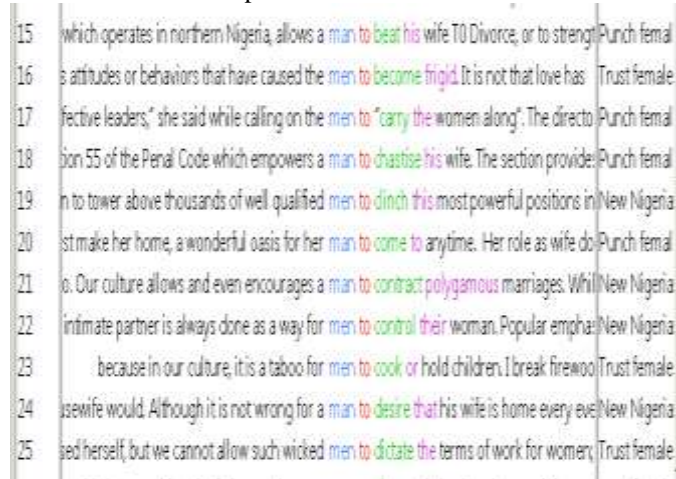 15 which operates in northern Nigeria, allows a man to beat his wife TO Divorce, or to strengt Punch femal
16 s attitudes or behaviors that have caused the men to become frigid. It is not that love has Trust female
17 fective leaders," she said while calling on the men to "carry the women along". The directo Punch femal
18 tion 55 of the Penal Code which empowers a man to chastise his wife. The section provide: Punch femal
19 n to tower above thousands of well qualified men to clinch this most powerful positions in New Nigeria
20 st make her home, a wonderful oasis for her man to come to anytime. Her role as wife do Punch femal
21 o. Our culture allows and even encourages a man to contract polygamous marriages. Whil New Nigeria
22 intimate partner is always done as a way for men to control their woman. Popular empha: New Nigeria
23 because in our culture, it is a taboo for men to cook or hold children. I break firewoo Trust female
24 usewife would. Although it is not wrong for a man to desire that his wife is home every eve New Nigeria
25 sed herself, but we cannot allow such wicked men to dictate the terms of work for women; Trust female